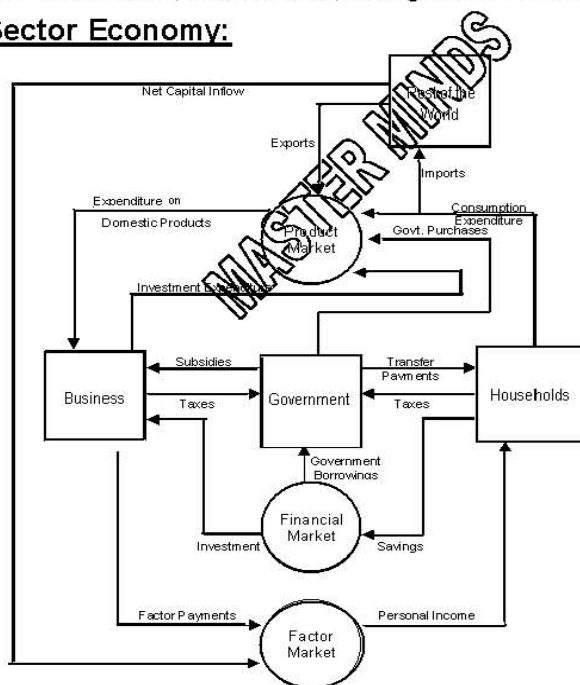 Sector Economy:
Net Capital Inflow
Rest of the
World
Exports
Imports
Expenditure on
Domestic Products
Consumption
Expenditure
Product
Market
Govt. Purchases
Investment Expenditure
MASTER MINDS
Subsidies
Transfer
Payments
Business
Government
Households
Taxes
Taxes
Government
Borrowings
Financial
Market
Investment
Savings
Factor Payments
Personal Income
Factor
Market